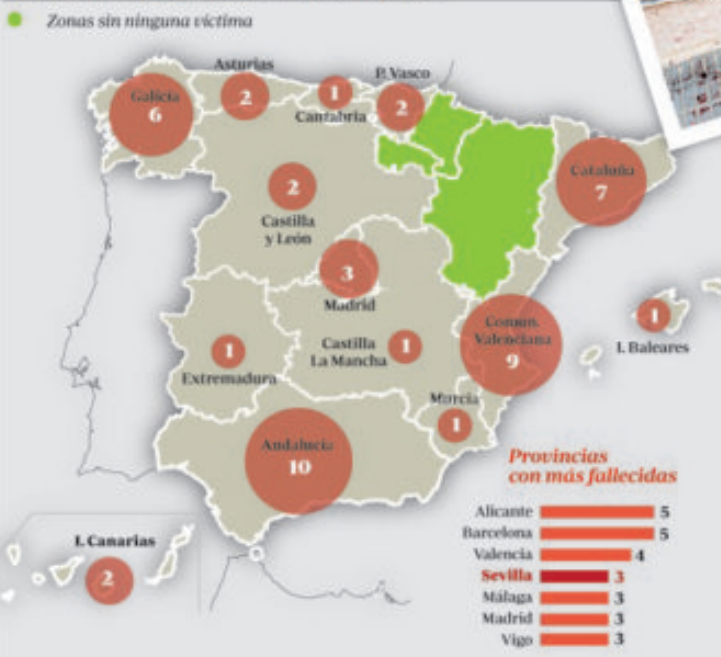 Zonas sin ninguna víctima
Asturias
2
Galicia
6
1
Cantabria
P. Vasco
2
Cataluña
7
2
Castilla
y León
3
Madrid
Comun.
Valenciana
9
1
I. Baleares
1
Extremadura
Castilla
La Mancha
1
Murcia
1
Andalucía
10
I. Canarias
2
Provincias
con más fallecidas
Alicante 5
Barcelona 5
Valencia 4
Sevilla 3
Málaga 3
Madrid 3
Vigo 3